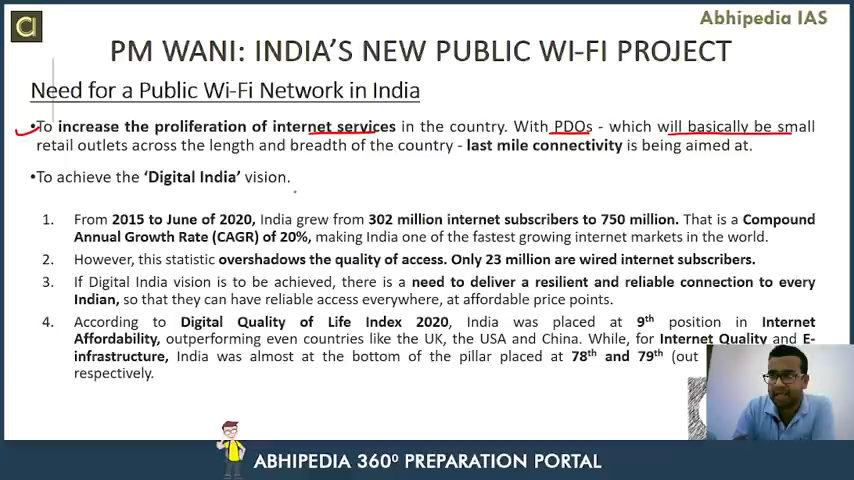 Abhipedia IAS
PM WANI: INDIA'S NEW PUBLIC WI-FI PROJECT
Need for a Public Wi-Fi Network in India
•To increase the proliferation of internet services in the country. With PDOs - which will basically be small
retail outlets across the length and breadth of the country - last mile connectivity is being aimed at.
•To achieve the 'Digital India' vision.
1. From 2015 to June of 2020, India grew from 302 million internet subscribers to 750 million. That is a Compound
Annual Growth Rate (CAGR) of 20%, making India one of the fastest growing internet markets in the world.
2. However, this statistic overshadows the quality of access. Only 23 million are wired internet subscribers.
3. If Digital India vision is to be achieved, there is a need to deliver a resilient and reliable connection to every
Indian, so that they can have reliable access everywhere, at affordable price points.
4. According to Digital Quality of Life Index 2020, India was placed at 9th position in Internet
Affordability, outperforming even countries like the UK, the USA and China. While, for Internet Quality and E-
infrastructure, India was almost at the bottom of the pillar placed at 78th and 79th (out
respectively.
ABHIPEDIA 360⁰ PREPARATION PORTAL